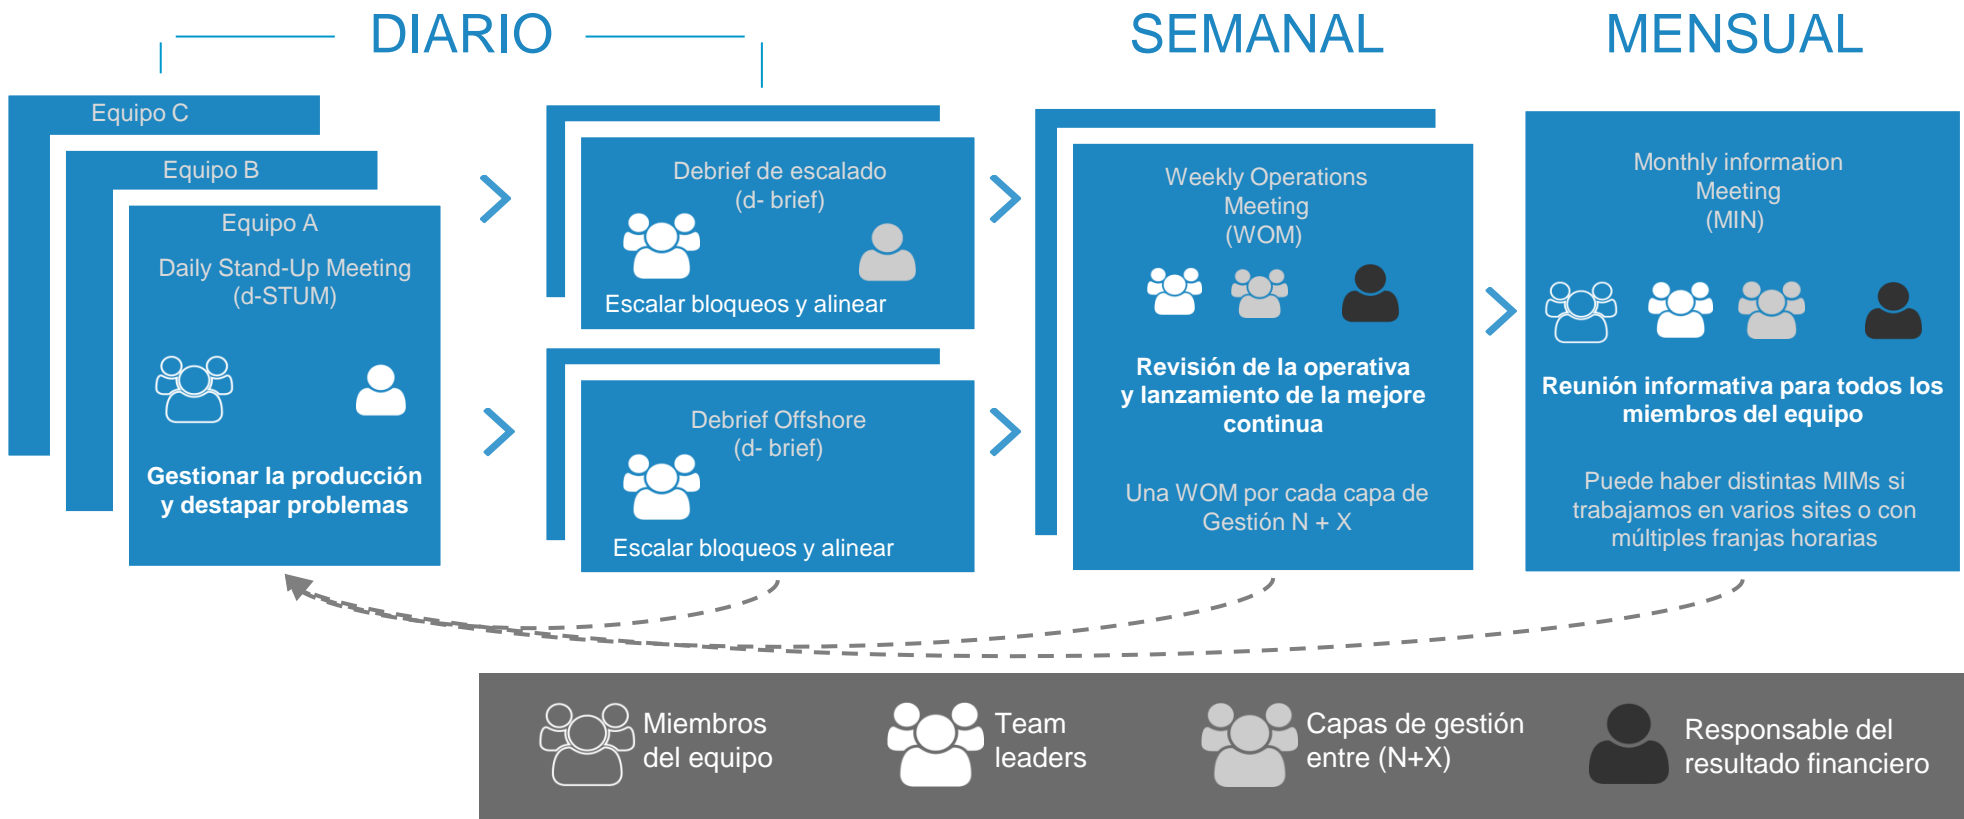 DIARIO
SEMANAL
MENSUAL
Equipo C
Equipo B
Equipo A
Daily Stand-Up Meeting
(d-STUM)
Gestionar la producción
y destapar problemas
Debrief de escalado
(d- brief)
Escalar bloqueos y alinear
Debrief Offshore
(d- brief)
Escalar bloqueos y alinear
Weekly Operations
Meeting
(WOM)
Revisión de la operativa
y lanzamiento de la mejore
continua
Una WOM por cada capa de
Gestión N + X
Monthly information
Meeting
(MIN)
Reunión informativa para todos los
miembros del equipo
Puede haber distintas MIMs si
trabajamos en varios sites o con
múltiples franjas horarias
Miembros
del equipo
Team
leaders
Capas de gestión
entre (N+X)
Responsable del
resultado financiero